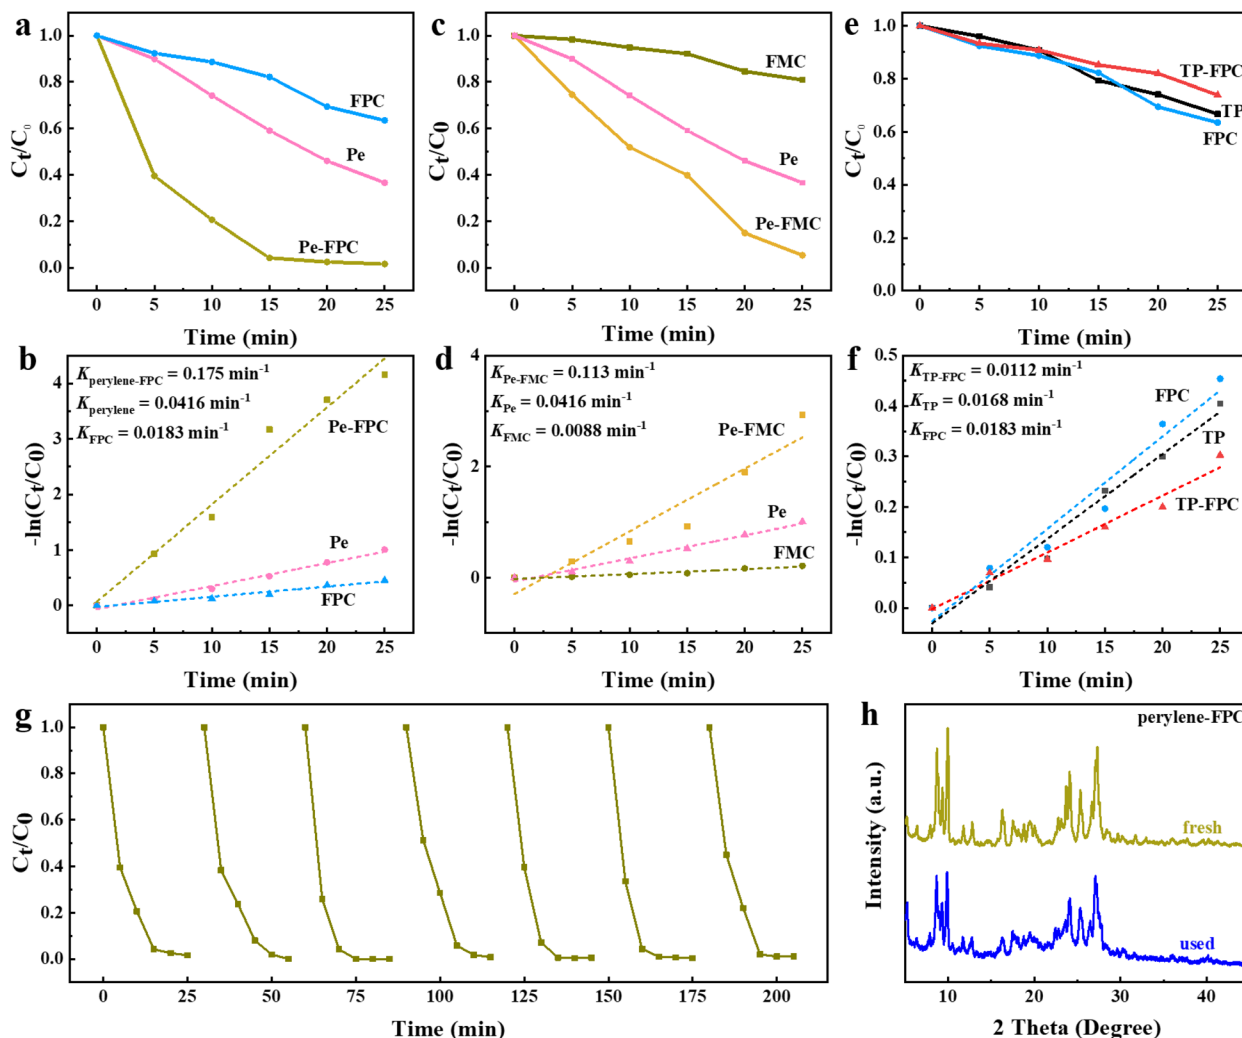 a
1.0
0.8
0.6
0.4
0.2
0.0
Ct/C0
FPC
Pe
Pe-FPC
0 5 10 15 20 25
Time (min)
c
1.0
0.8
0.6
0.4
0.2
0.0
Ct/C0
FMC
Pe
Pe-FMC
0 5 10 15 20 25
Time (min)
e
1.0
0.8
0.6
0.4
0.2
0.0
Ct/C0
TP-FPC
TP
FPC
0 5 10 15 20 25
Time (min)
b
4
3
2
1
0
-ln(Ct/C0)
Kperylene-FPC = 0.175 min-1
Kperylene = 0.0416 min-1
KFPC = 0.0183 min-1
Pe-FPC
Pe
FPC
0 5 10 15 20 25
Time (min)
d
4
2
0
-ln(Ct/C0)
KPe-FMC = 0.113 min-1
KPe = 0.0416 min-1
KFMC = 0.0088 min-1
Pe-FMC
Pe
FMC
0 5 10 15 20 25
Time (min)
f
0.5
0.4
0.3
0.2
0.1
0.0
-ln(Ct/C0)
KTP-FPC = 0.0112 min-1
KTP = 0.0168 min-1
KFPC = 0.0183 min-1
FPC
TP
TP-FPC
0 5 10 15 20 25
Time (min)
g
1.0
0.8
0.6
0.4
0.2
0.0
Ct/C0
0 25 50 75 100 125 150 175 200
Time (min)
h
perylene-FPC
Intensity (a.u.)
fresh
used
10 20 30 40
2 Theta (Degree)